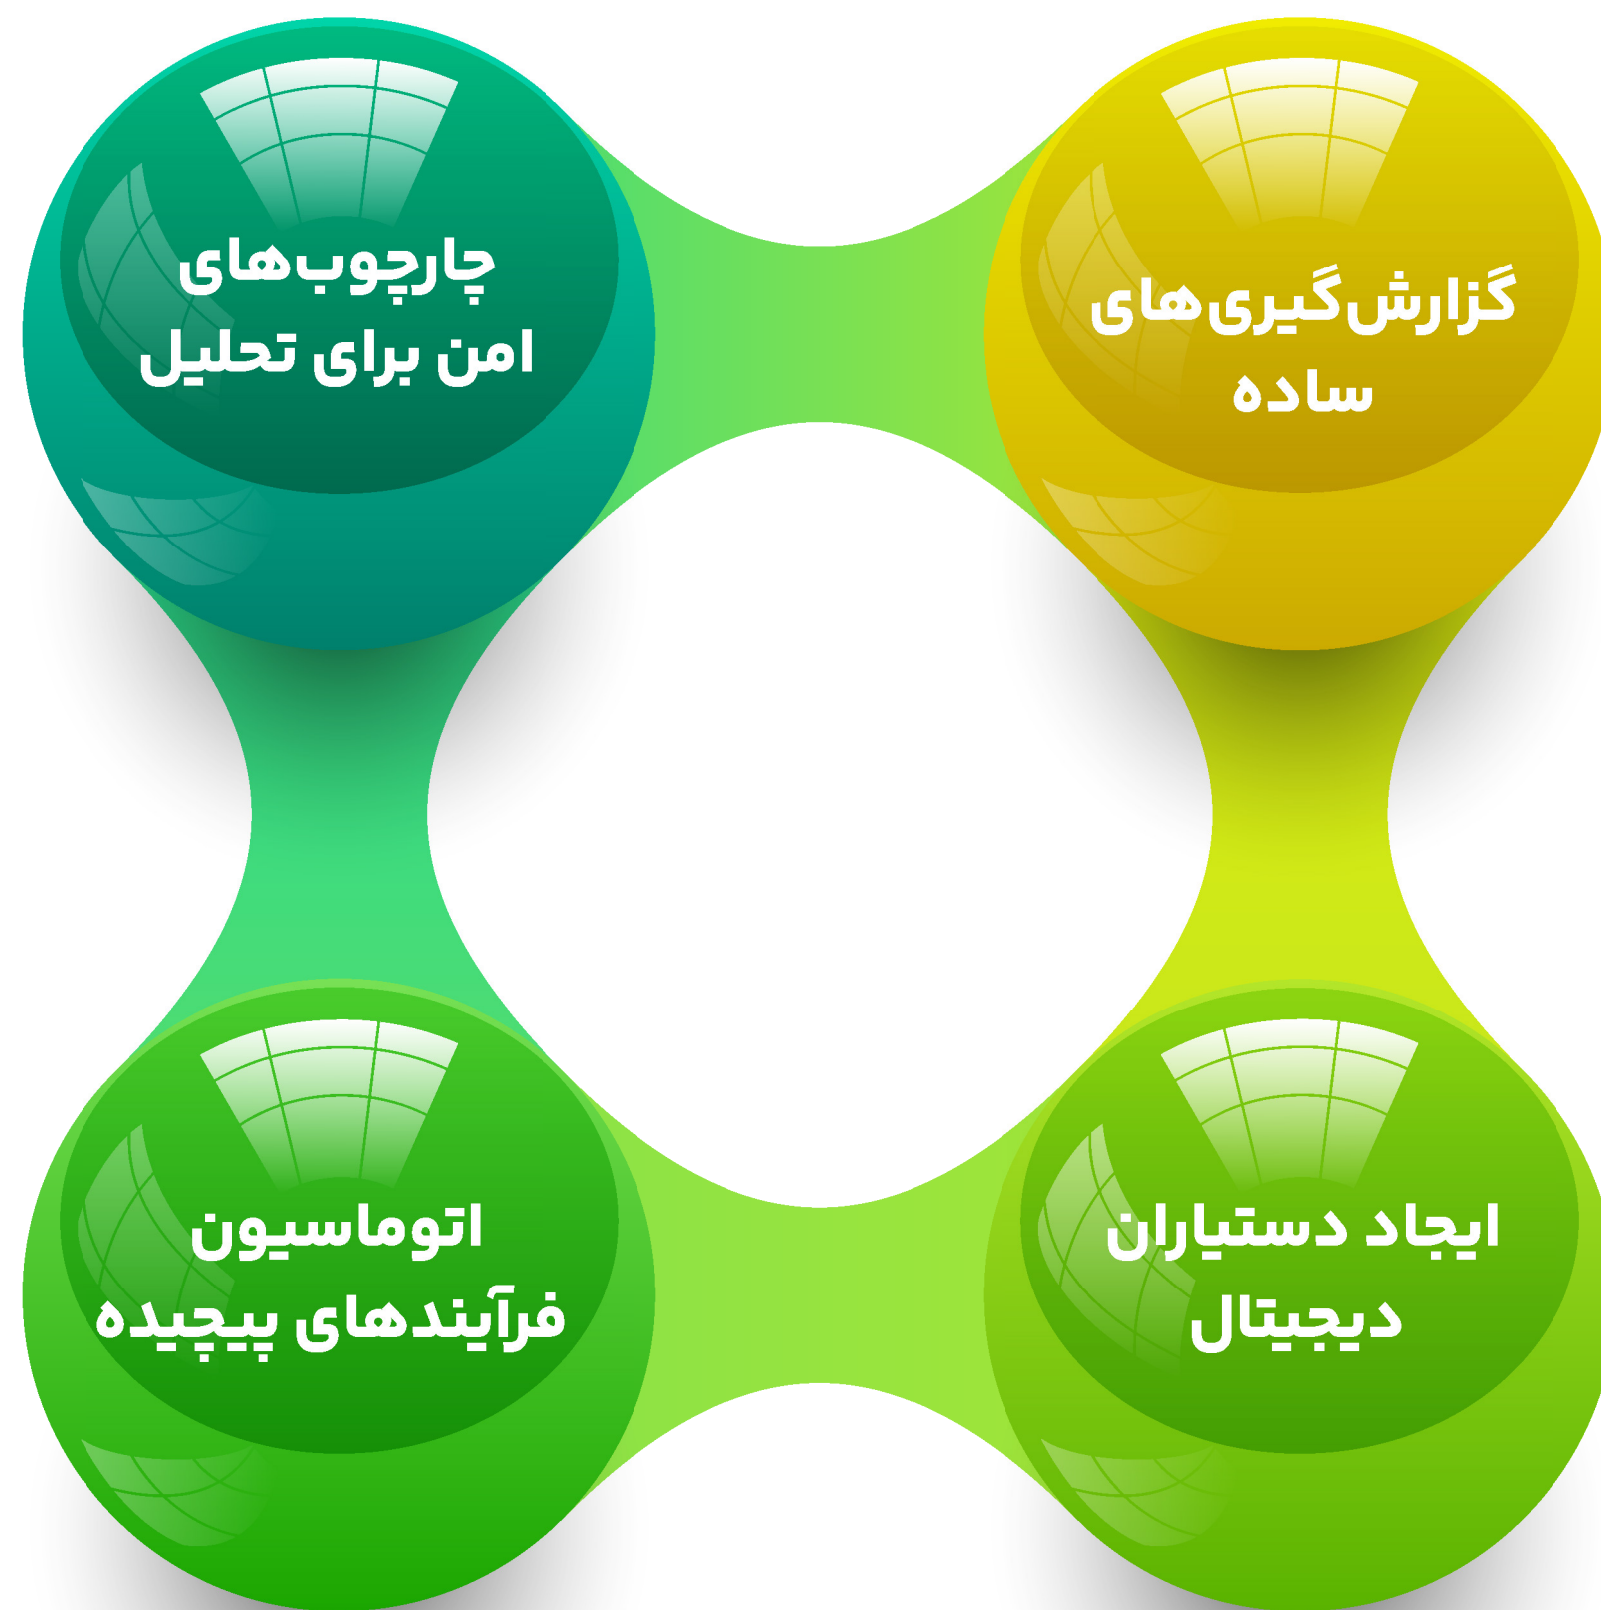 گزارش‌گیری‌های
ساده
چارچوب‌های
امن برای تحلیل
ایجاد دستیاران
دیجیتال
اتوماسیون
فرآیندهای پیچیده